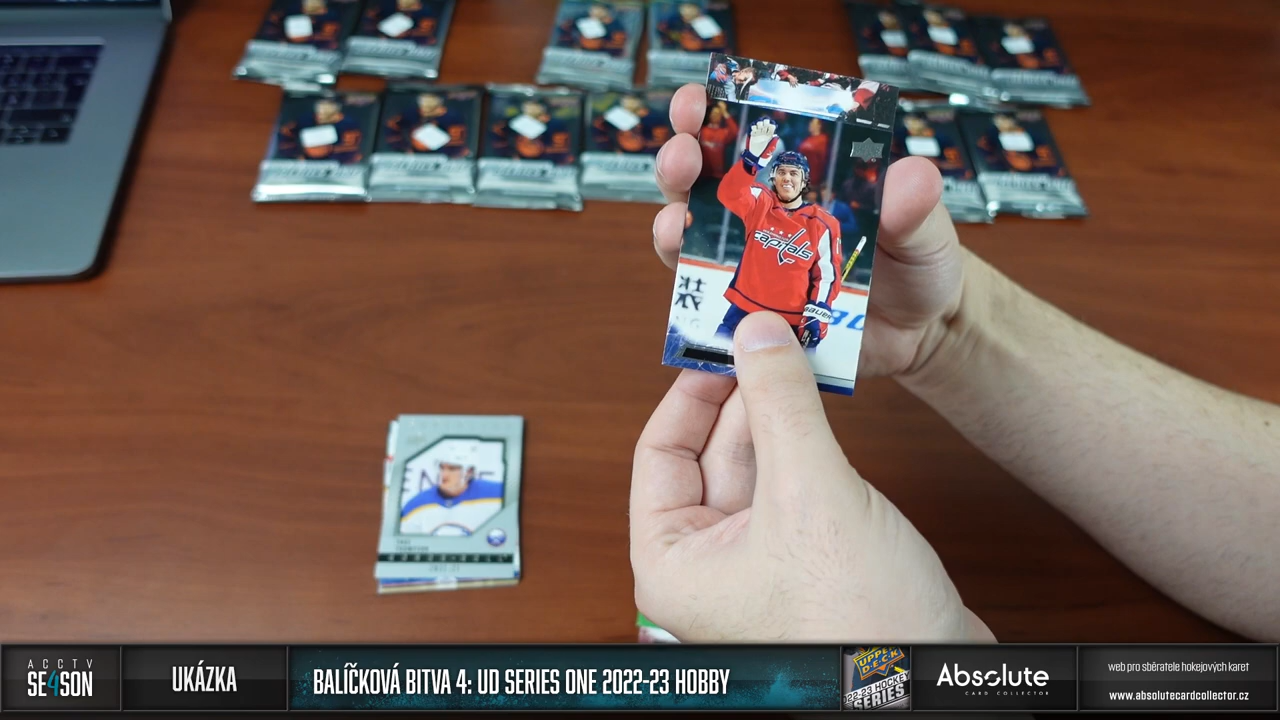 Capitals
BAUER
ACCTV
SE4SON
UKÁZKA
BALÍČKOVÁ BITVA 4: UD SERIES ONE 2022-23 HOBBY
UPPER
DECK
22-23 HOCKEY
SERIES
Absolute
CARD COLLECTOR
web pro sběratele hokejových karet
www.absolutecardcollector.cz